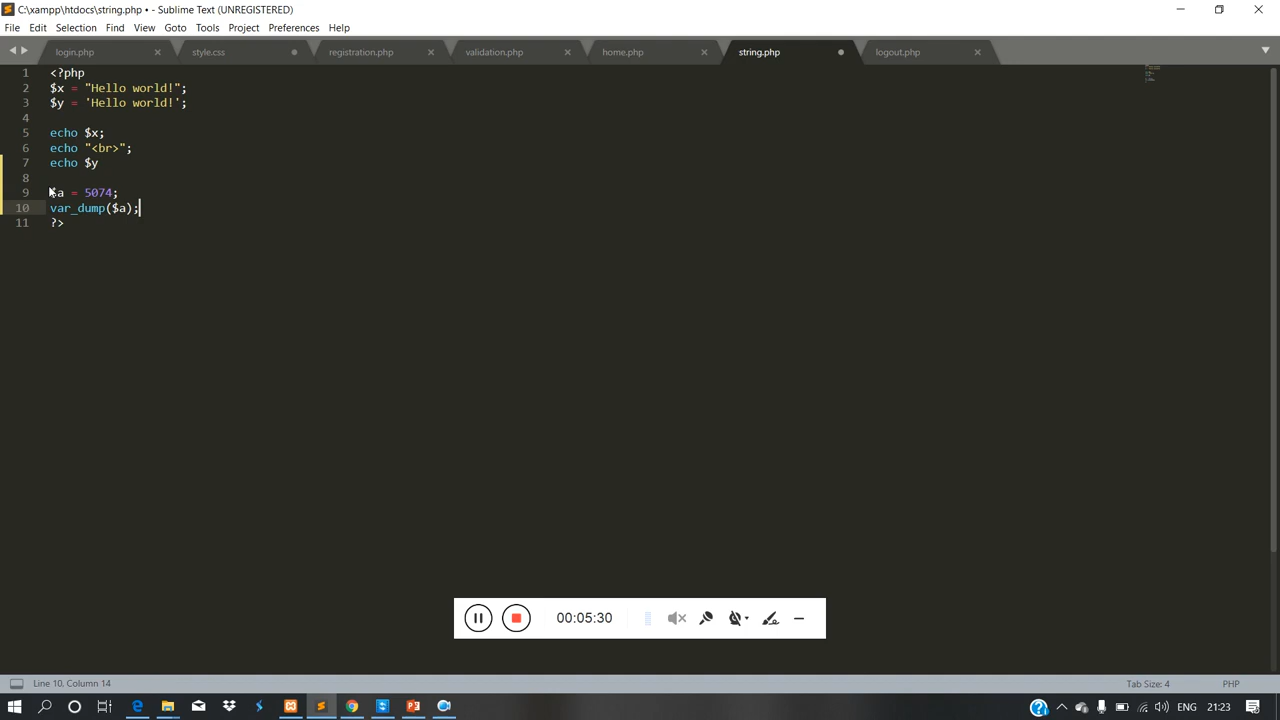 C:\xampp\htdocs\string.php • - Sublime Text (UNREGISTERED)
File Edit Selection Find View Goto Tools Project Preferences Help
login.php style.css registration.php validation.php home.php string.php logout.php
1 <?php
2 $x = "Hello world!";
3 $y = 'Hello world!';
4
5 echo $x;
6 echo "<br>";
7 echo $y
8
9 $a = 5074;
10 var_dump($a);
11 ?>
00:05:30
Line 10, Column 14 Tab Size: 4 PHP
ENG 21:23